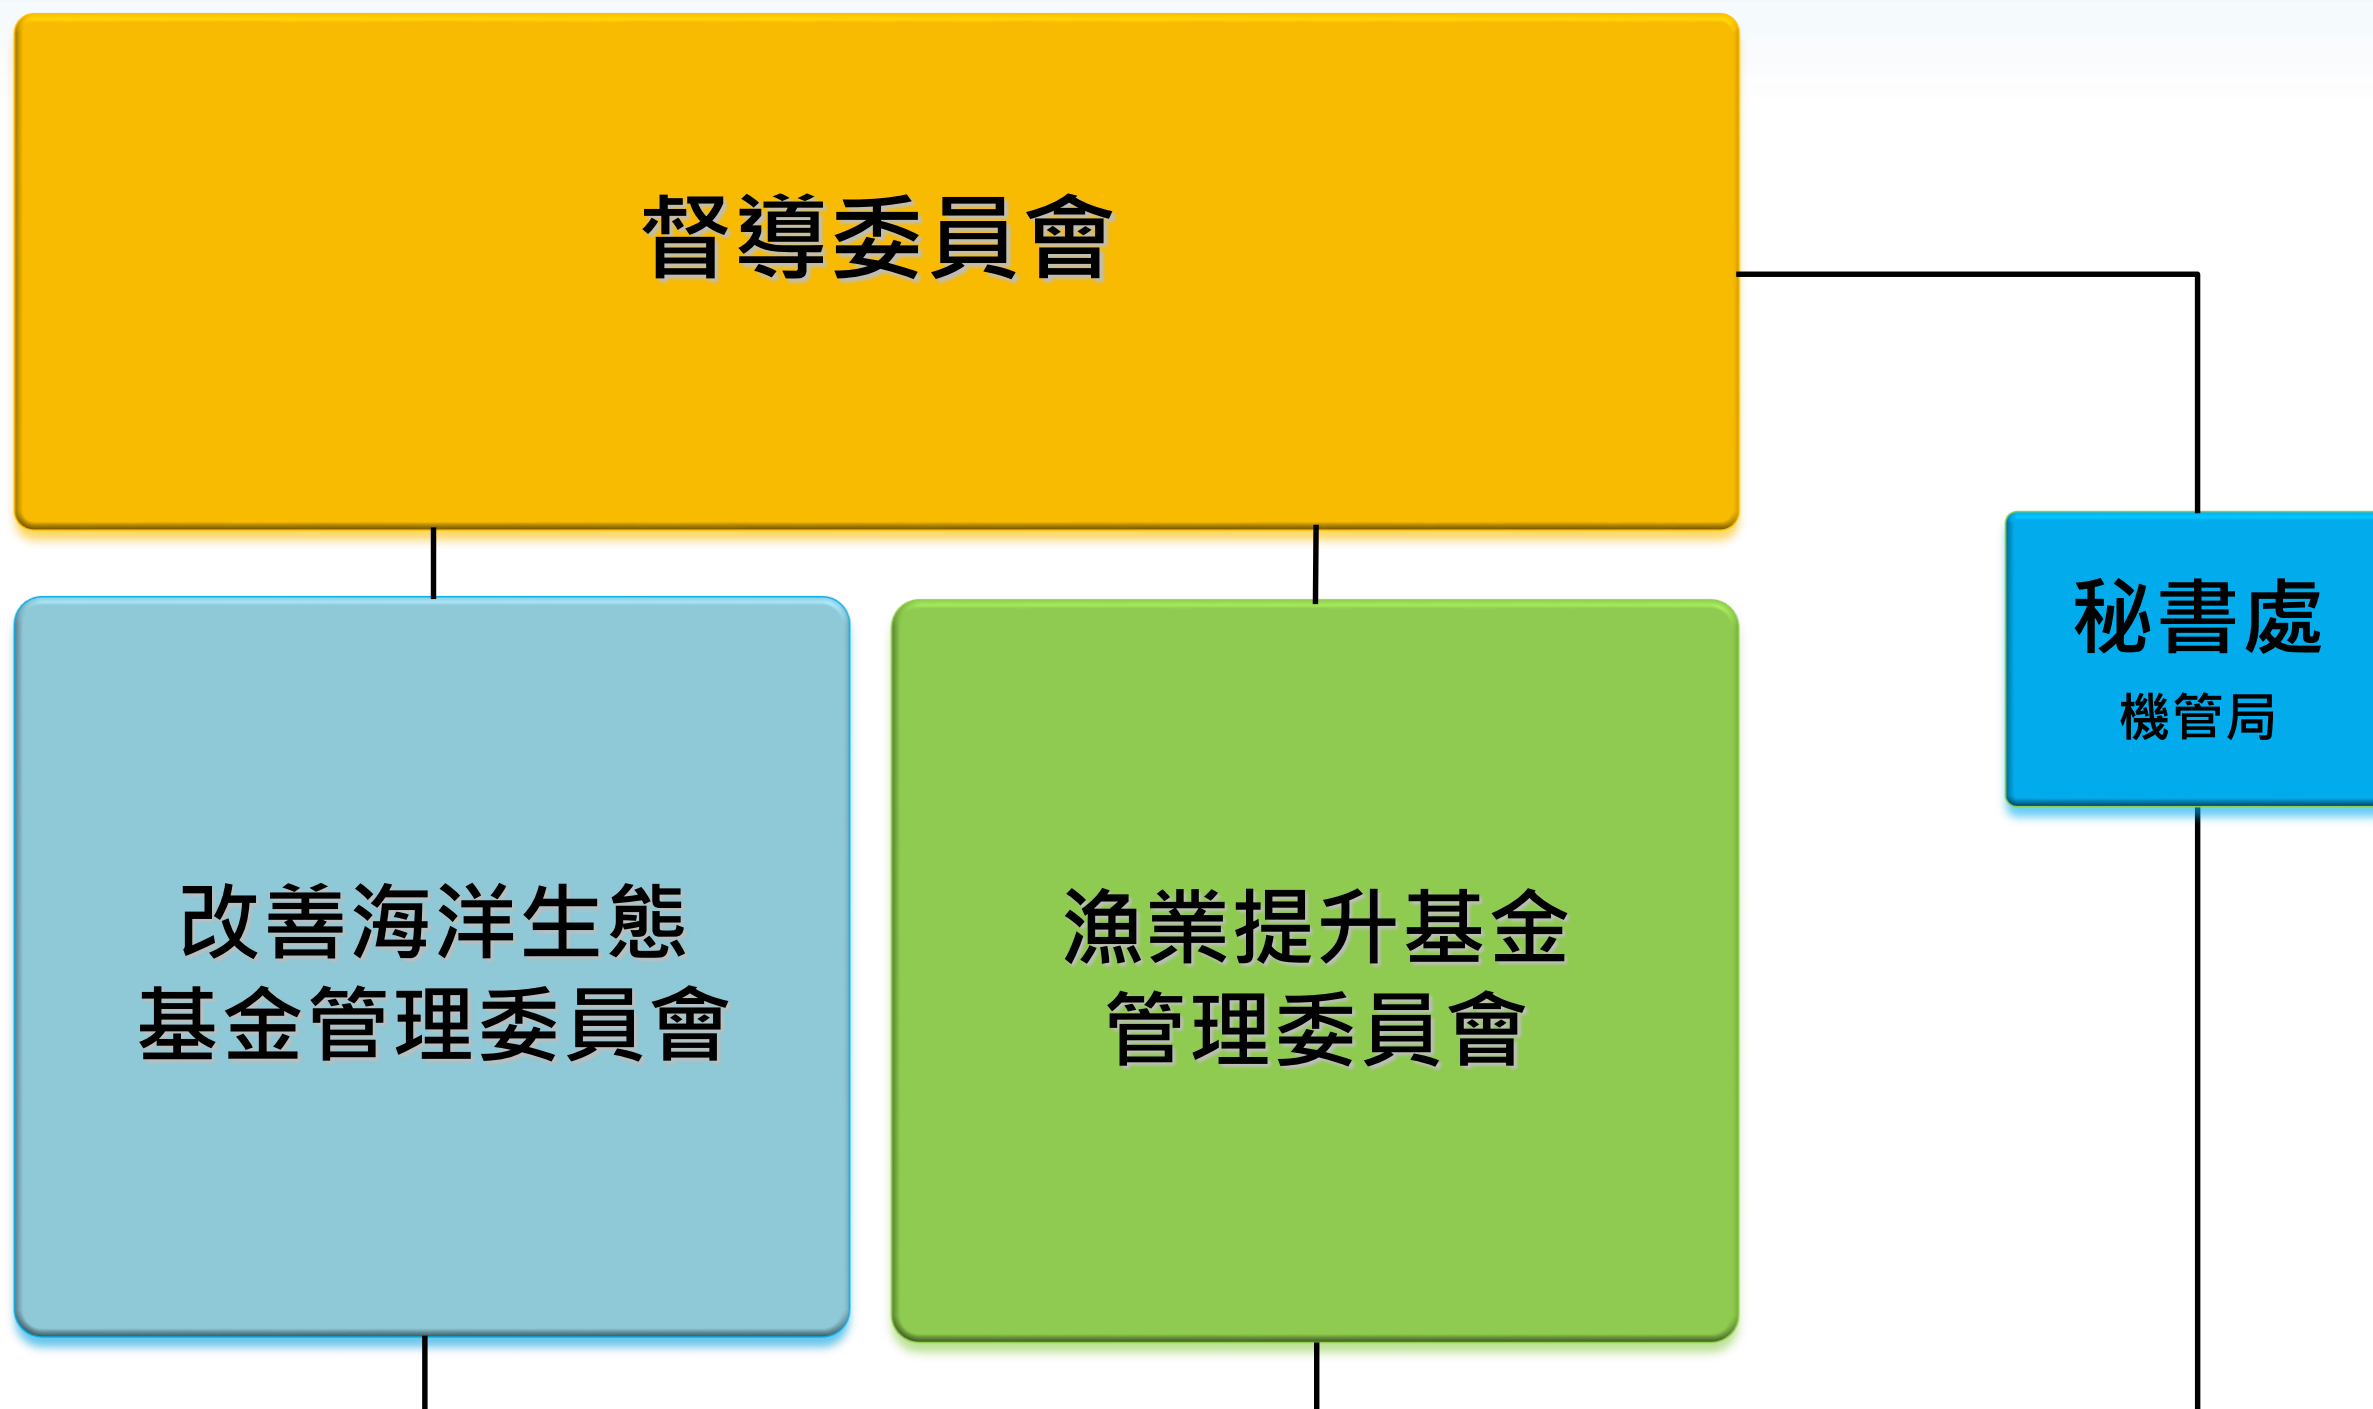 督導委員會
秘書處
機管局
改善海洋生態
基金管理委員會
漁業提升基金
管理委員會